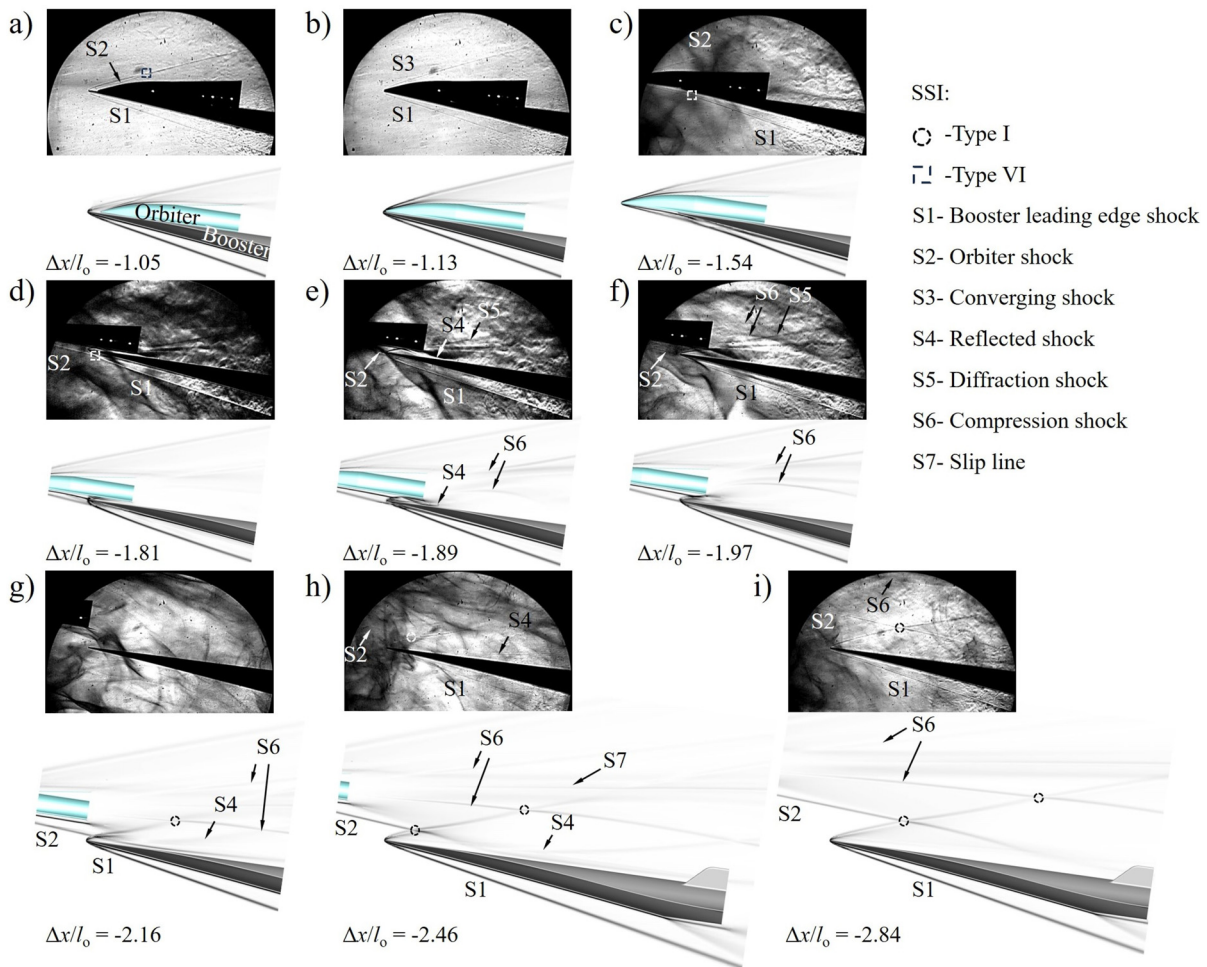 a)
S2
S1
Orbiter
Booster
Δx/lo = -1.05
b)
S3
S1
Δx/lo = -1.13
c)
S2
S1
Δx/lo = -1.54
SSI:
-Type I
-Type VI
S1- Booster leading edge shock
S2- Orbiter shock
S3- Converging shock
S4- Reflected shock
S5- Diffraction shock
S6- Compression shock
S7- Slip line
d)
S2
S1
Δx/lo = -1.81
e)
S5
S4
S2
S1
S6
S4
Δx/lo = -1.89
f)
S6 S5
S2
S1
S6
Δx/lo = -1.97
g)
S6
S4
S2
S1
Δx/lo = -2.16
h)
S4
S2
S1
S6
S7
S4
S2
S1
Δx/lo = -2.46
i)
S6
S2
S1
S6
S2
S1
Δx/lo = -2.84